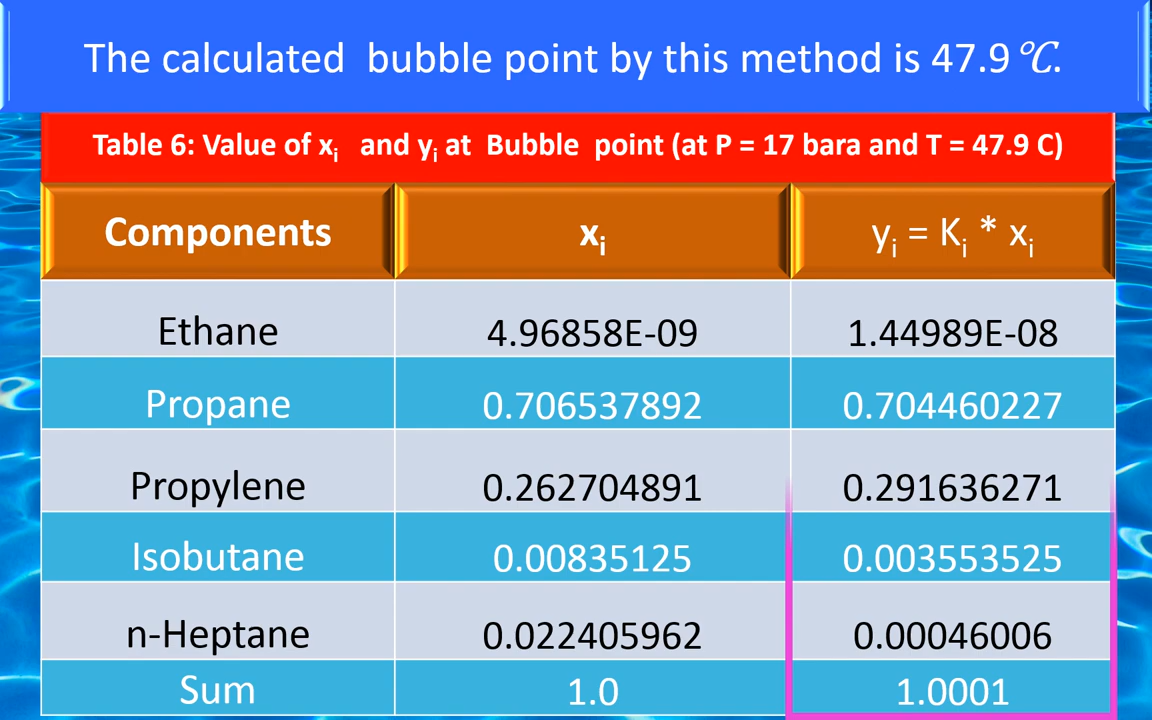 The calculated bubble point by this method is 47.9℃.
Table 6: Value of xi and yi at Bubble point (at P = 17 bara and T = 47.9 C)
Components xi yi = Ki * xi
Ethane 4.96858E-09 1.44989E-08
Propane 0.706537892 0.704460227
Propylene 0.262704891 0.291636271
Isobutane 0.00835125 0.003553525
n-Heptane 0.022405962 0.00046006
Sum 1.0 1.0001